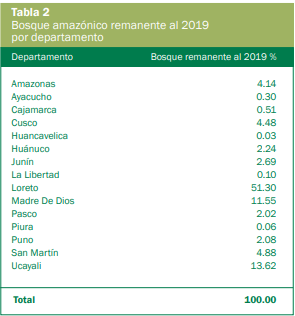 Tabla 2
Bosque amazónico remanente al 2019
por departamento
Departamento Bosque remanente al 2019 %
Amazonas 4.14
Ayacucho 0.30
Cajamarca 0.51
Cusco 4.48
Huancavelica 0.03
Huánuco 2.24
Junín 2.69
La Libertad 0.10
Loreto 51.30
Madre De Dios 11.55
Pasco 2.02
Piura 0.06
Puno 2.08
San Martín 4.88
Ucayali 13.62
Total 100.00